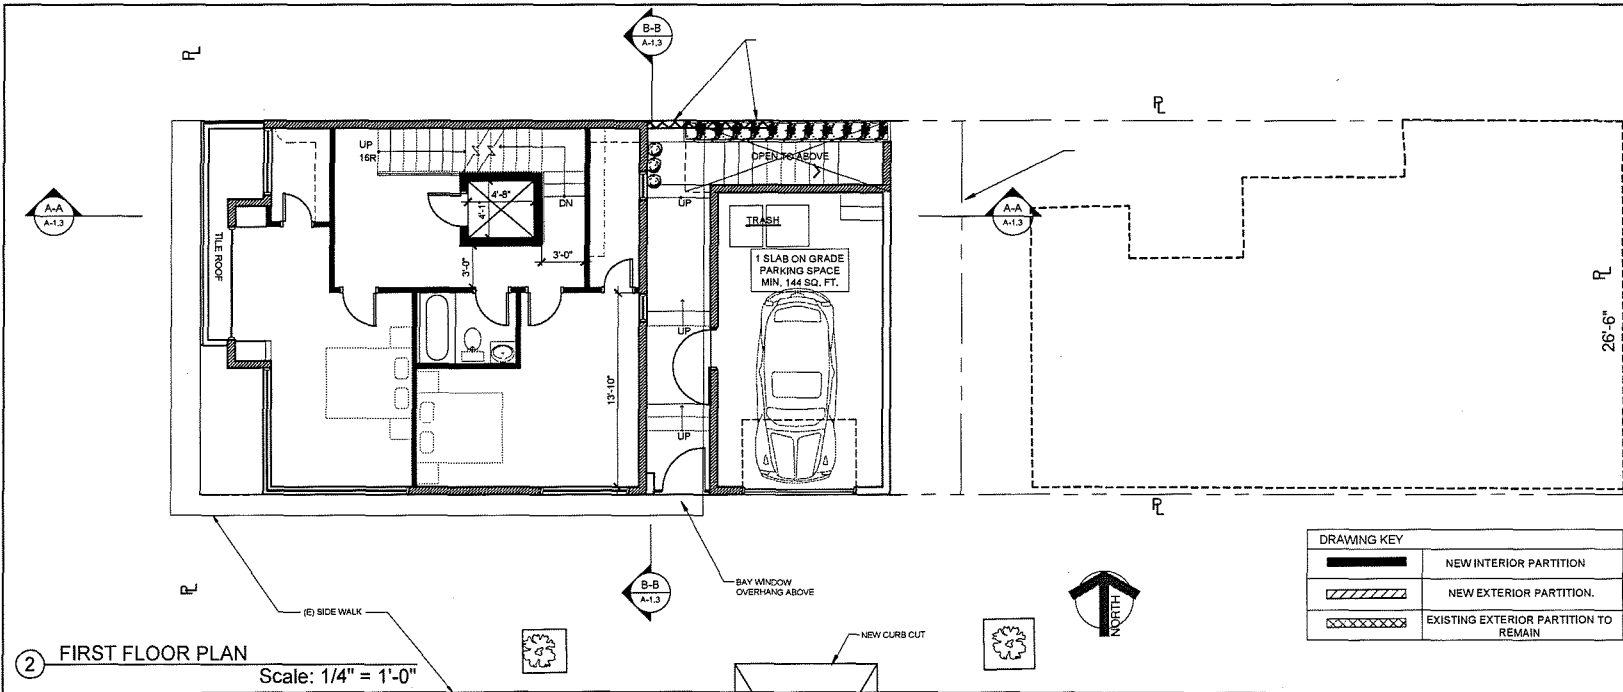 B-B
A-1.3
PL
PL
A-A
A-1.3
UP
16R
4'-8"
4'-1"
DN
3'-0"
3'-0"
TILE ROOF
OPEN TO ABOVE
UP
TRASH
1 SLAB ON GRADE
PARKING SPACE
MIN. 144 SQ. FT.
A-A
A-1.3
PL
26'-6"
UP
13'-10"
UP
PL
PL
B-B
A-1.3
BAY WINDOW
OVERHANG ABOVE
(E) SIDE WALK
NEW CURB CUT
NORTH
DRAWING KEY
NEW INTERIOR PARTITION
NEW EXTERIOR PARTITION.
EXISTING EXTERIOR PARTITION TO
REMAIN
2 FIRST FLOOR PLAN
Scale: 1/4" = 1'-0"